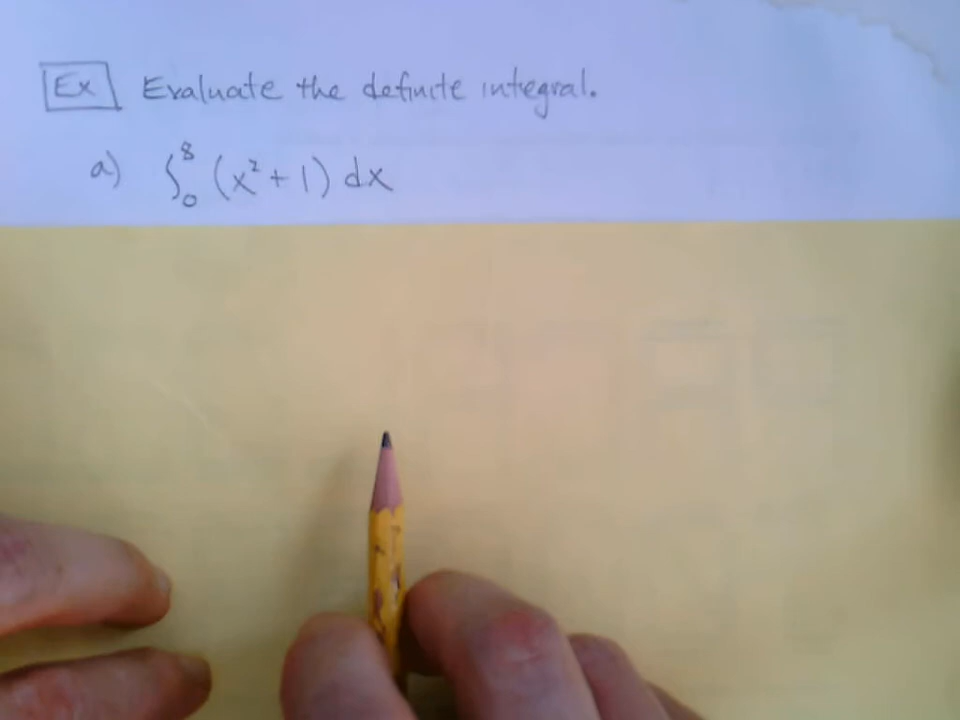 Ex Evaluate the definite integral.
a) ∫₀⁸ (x² + 1) dx